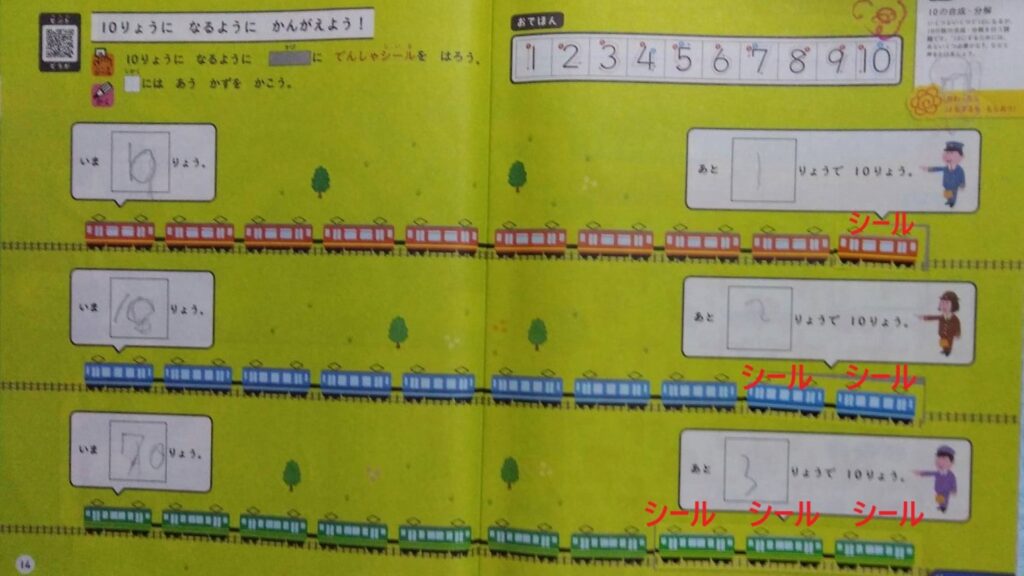 ヒント
どうが
10りょうに なるように かんがえよう！
10りょうに なるように に でんしゃシールを はろう。
には あう かずを かこう。
おてほん
1 2 3 4 5 6 7 8 9 10
10の合成・分解
いま 9 りょう。
あと 1 りょうで 10りょう。
シール
いま りょう。
あと 2 りょうで 10りょう。
シール シール
いま 7 りょう。
あと 3 りょうで 10りょう。
シール シール シール
14